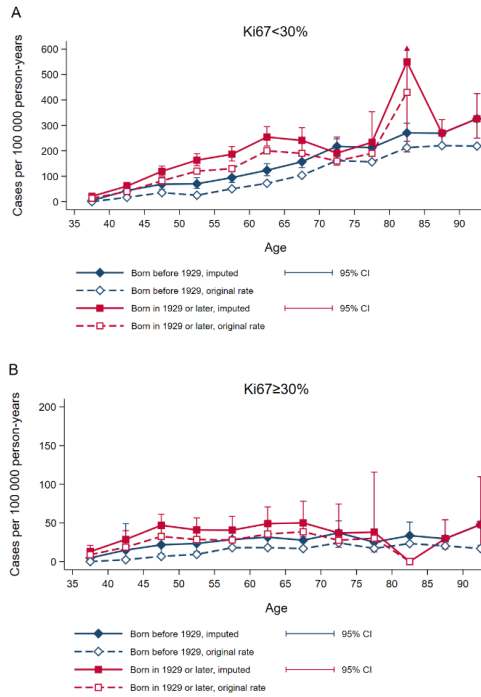 A
Ki67<30%
Cases per 100 000 person-years
600
500
400
300
200
100
0
35 40 45 50 55 60 65 70 75 80 85 90
Age
Born before 1929, imputed 95% CI
Born before 1929, original rate
Born in 1929 or later, imputed 95% CI
Born in 1929 or later, original rate
B
Ki67≥30%
Cases per 100 000 person-years
200
150
100
50
0
35 40 45 50 55 60 65 70 75 80 85 90
Age
Born before 1929, imputed 95% CI
Born before 1929, original rate
Born in 1929 or later, imputed 95% CI
Born in 1929 or later, original rate